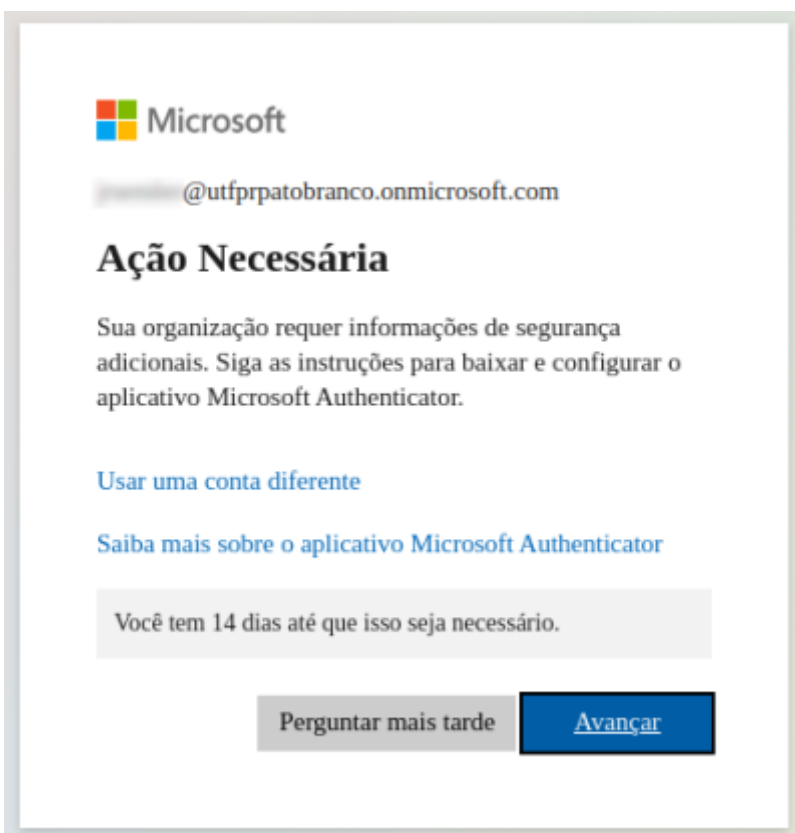 Microsoft
@utfprpatobranco.onmicrosoft.com
Ação Necessária
Sua organização requer informações de segurança
adicionais. Siga as instruções para baixar e configurar o
aplicativo Microsoft Authenticator.
Usar uma conta diferente
Saiba mais sobre o aplicativo Microsoft Authenticator
Você tem 14 dias até que isso seja necessário.
Perguntar mais tarde
Avançar